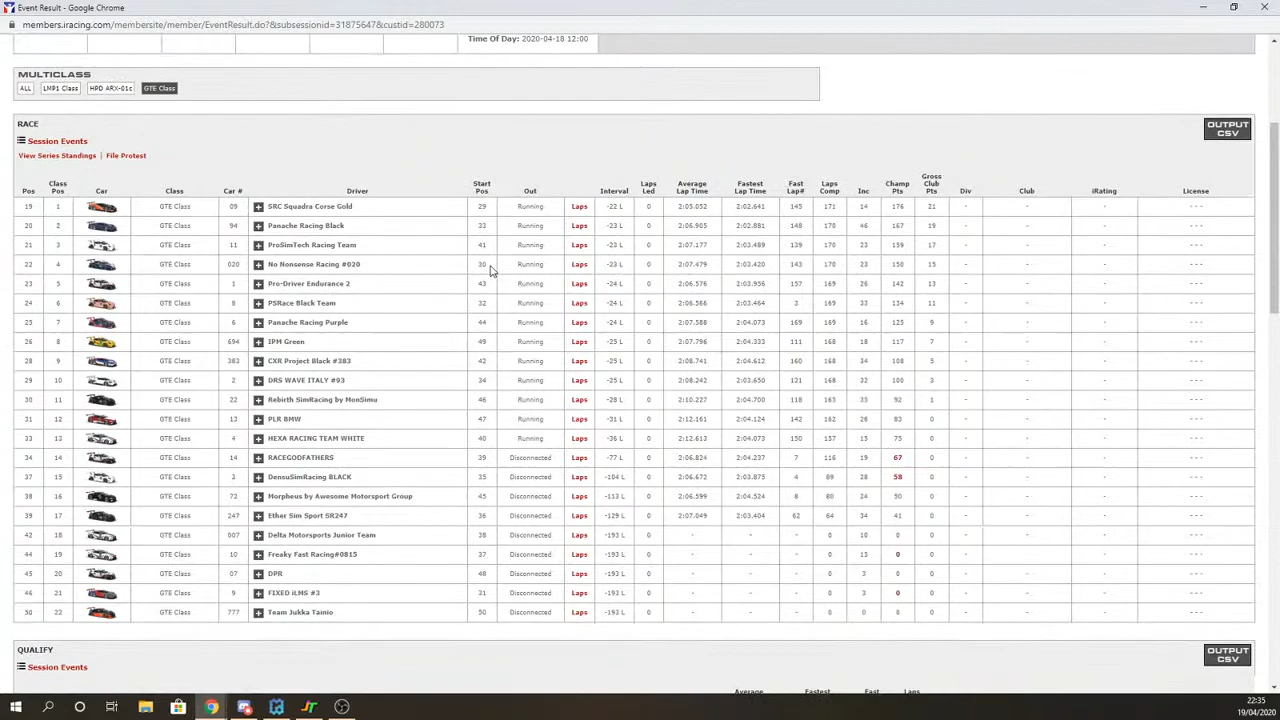 Event Result - Google Chrome
members.iracing.com/membersite/member/EventResult.do?&subsessionid=31875647&custid=280073
Time Of Day: 2020-04-18 12:00
MULTICLASS
ALL LMP1 Class HPD ARX-01c GTE Class
RACE
OUTPUT CSV
Session Events
View Series Standings | File Protest
Pos Class Pos Car Class Car # Driver Start Pos Out Interval Laps Led Average Lap Time Fastest Lap Time Fast Lap# Laps Comp Inc Champ Pts Gross Club Pts Div Club iRating License
19 1 GTE Class 09 SRC Squadra Corse Gold 29 Running Laps -22 L 0 2:05.052 2:02.641 145 171 14 176 21 - - - - - -
20 2 GTE Class 94 Panache Racing Black 33 Running Laps -23 L 0 2:06.905 2:02.881 148 170 46 167 19 - - - - - -
21 3 GTE Class 11 ProSimTech Racing Team 41 Running Laps -23 L 0 2:07.177 2:03.489 139 170 23 159 17 - - - - - -
22 4 GTE Class 020 No Nonsense Racing #020 30 Running Laps -23 L 0 2:07.479 2:03.420 143 170 23 150 15 - - - - - -
23 5 GTE Class 1 Pro-Driver Endurance 2 43 Running Laps -24 L 0 2:06.576 2:03.956 157 169 26 142 13 - - - - - -
24 6 GTE Class 8 PSRace Black Team 32 Running Laps -24 L 0 2:06.566 2:03.464 2 169 33 134 11 - - - - - -
25 7 GTE Class 6 Panache Racing Purple 44 Running Laps -24 L 0 2:07.588 2:04.073 169 169 16 125 9 - - - - - -
26 8 GTE Class 694 IPM Green 49 Running Laps -25 L 0 2:07.796 2:04.333 111 168 18 117 7 - - - - - -
28 9 GTE Class 383 CXR Project Black #383 42 Running Laps -25 L 0 2:08.741 2:04.612 160 168 34 108 5 - - - - - -
29 10 GTE Class 2 DRS WAVE ITALY #93 34 Running Laps -25 L 0 2:08.242 2:03.650 121 168 32 100 3 - - - - - -
30 11 GTE Class 22 Rebirth SimRacing by MonSimu 46 Running Laps -28 L 0 2:10.227 2:04.700 118 163 33 92 1 - - - - - -
31 12 GTE Class 13 PLR BMW 47 Running Laps -31 L 0 2:12.161 2:04.124 142 162 26 83 0 - - - - - -
33 13 GTE Class 4 HEXA RACING TEAM WHITE 40 Running Laps -36 L 0 2:12.613 2:04.073 150 157 15 75 0 - - - - - -
34 14 GTE Class 14 RACEGODFATHERS 39 Disconnected Laps -77 L 0 2:06.824 2:04.237 7 116 19 67 0 - - - - - -
37 15 GTE Class 3 DensuSimRacing BLACK 35 Disconnected Laps -104 L 0 2:06.672 2:03.875 4 89 28 58 0 - - - - - -
38 16 GTE Class 72 Morpheus by Awesome Motorsport Group 45 Disconnected Laps -113 L 0 2:06.599 2:04.524 8 80 24 50 0 - - - - - -
39 17 GTE Class 247 Ether Sim Sport SR247 36 Disconnected Laps -129 L 0 2:07.049 2:03.404 62 64 34 41 0 - - - - - -
42 18 GTE Class 007 Delta Motorsports Junior Team 38 Disconnected Laps -193 L 0 - - - 0 10 0 0 - - - - - -
44 19 GTE Class 10 Freaky Fast Racing#0815 37 Disconnected Laps -193 L 0 - - - 0 13 0 0 - - - - - -
45 20 GTE Class 07 DPR 48 Disconnected Laps -193 L 0 - - - 0 3 0 0 - - - - - -
46 21 GTE Class 9 FIXED iLMS #3 31 Disconnected Laps -193 L 0 - - - 0 3 0 0 - - - - - -
50 22 GTE Class 777 Team Jukka Tainio 50 Disconnected Laps -193 L 0 - - - 0 0 0 0 - - - - - -
QUALIFY
OUTPUT CSV
Session Events
Average Fastest Fast Laps
22:35
19/04/2020